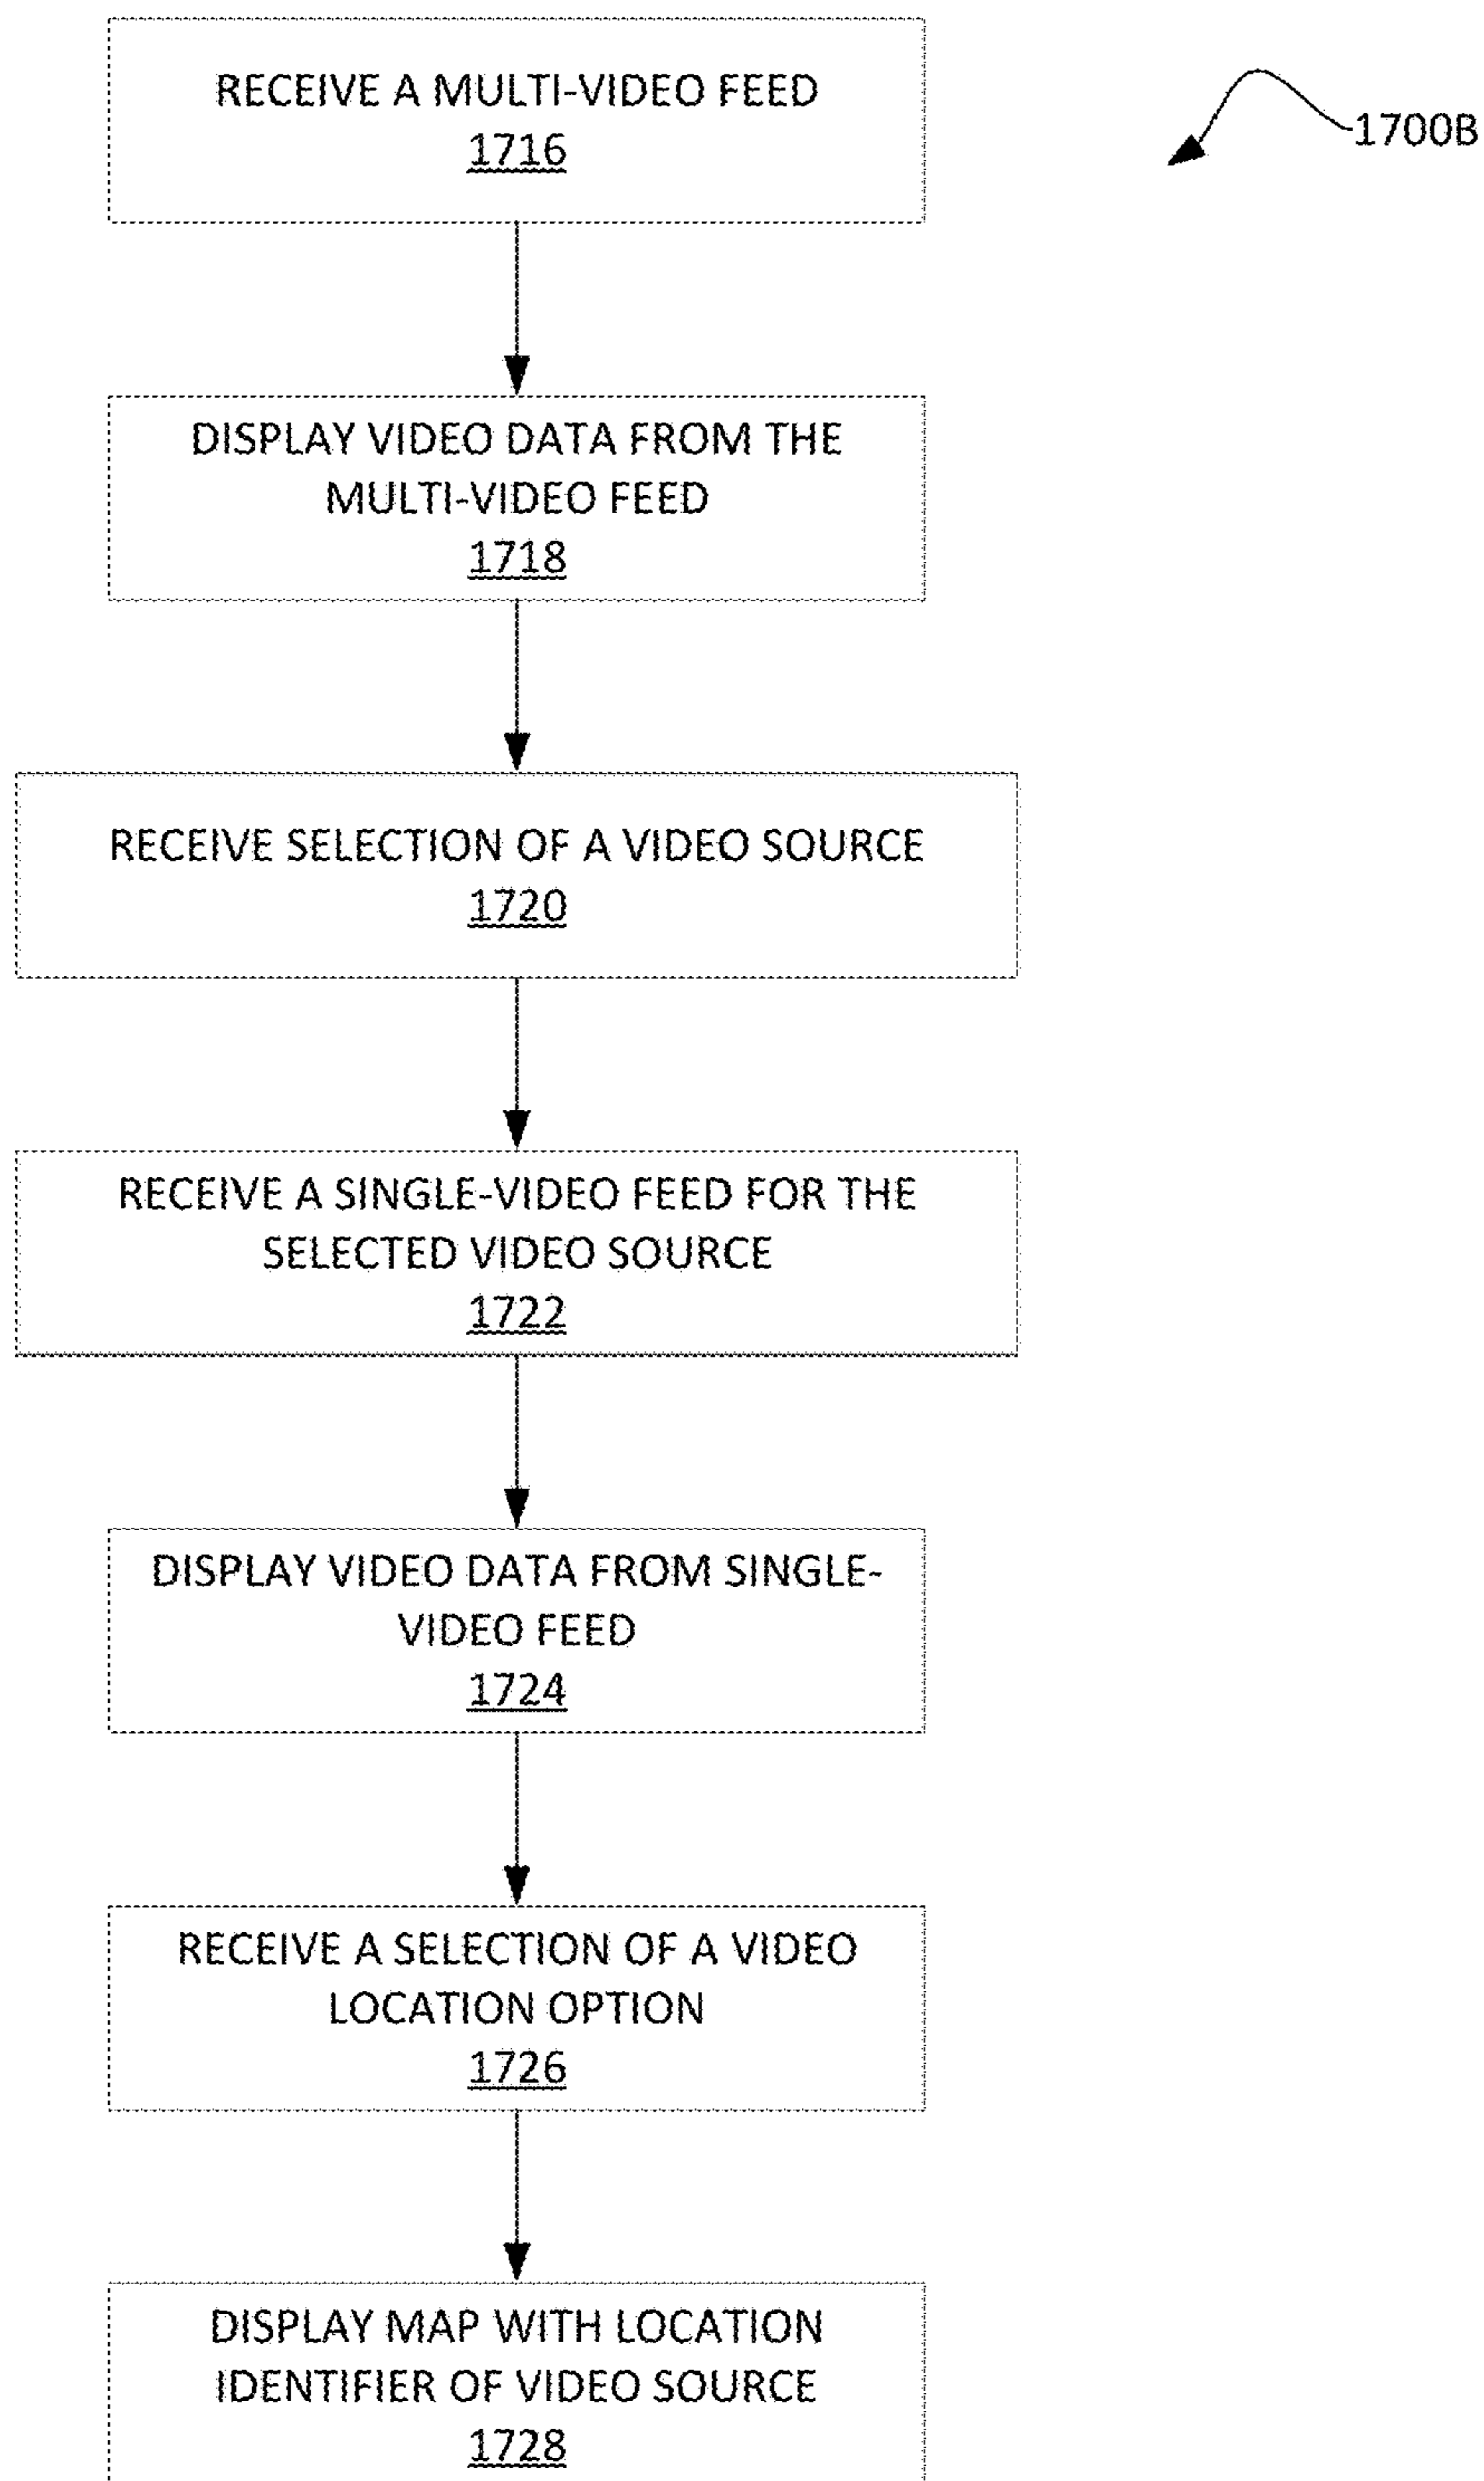 RECEIVE A MULTI-VIDEO FEED
1716
1700B
DISPLAY VIDEO DATA FROM THE
MULTI-VIDEO FEED
1718
RECEIVE SELECTION OF A VIDEO SOURCE
1720
RECEIVE A SINGLE-VIDEO FEED FOR THE
SELECTED VIDEO SOURCE
1722
DISPLAY VIDEO DATA FROM SINGLE-
VIDEO FEED
1724
RECEIVE A SELECTION OF A VIDEO
LOCATION OPTION
1726
DISPLAY MAP WITH LOCATION
IDENTIFIER OF VIDEO SOURCE
1728